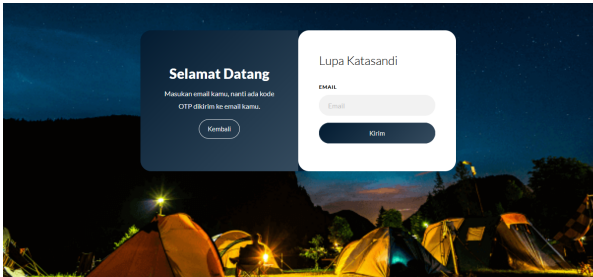 Selamat Datang
Masukan email kamu, nanti ada kode
OTP dikirim ke email kamu.
Kembali
Lupa Katasandi
EMAIL
Email
Kirim